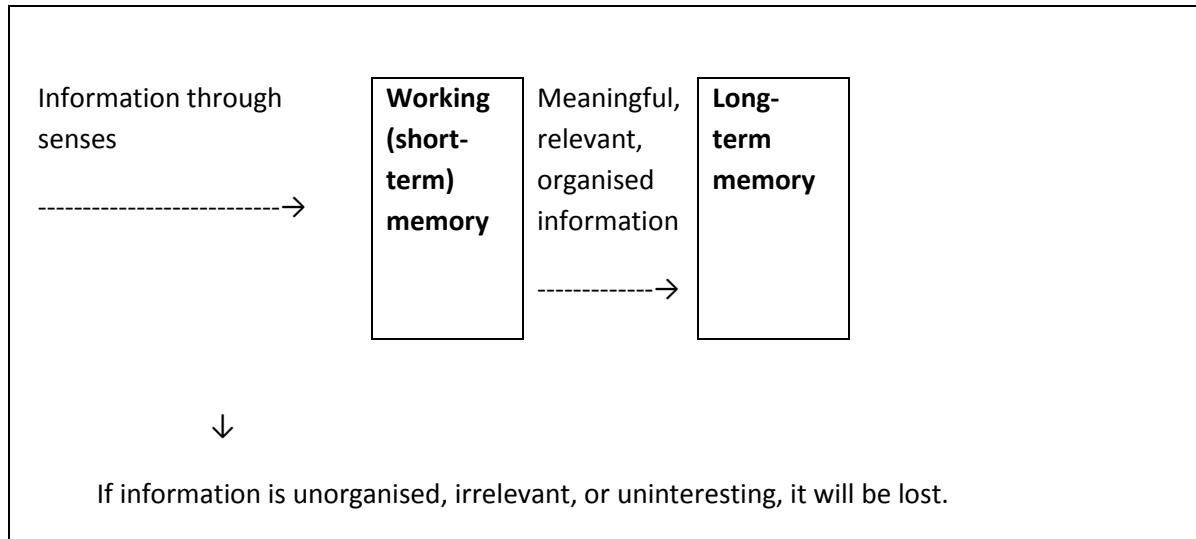 Information through
senses
---------------------------→
Working
(short-
term)
memory
Meaningful,
relevant,
organised
information
-------------→
Long-
term
memory
↓
If information is unorganised, irrelevant, or uninteresting, it will be lost.